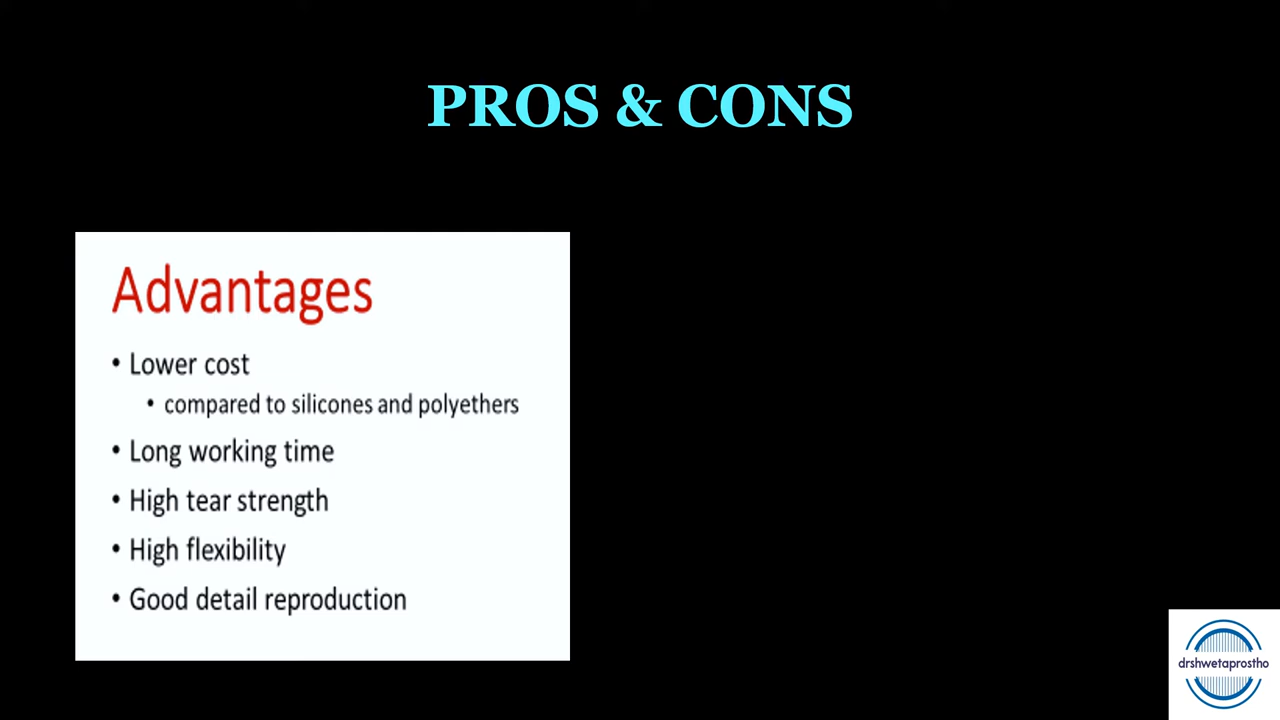 PROS & CONS
Advantages
• Lower cost
• compared to silicones and polyethers
• Long working time
• High tear strength
• High flexibility
• Good detail reproduction
drshwetaprostho